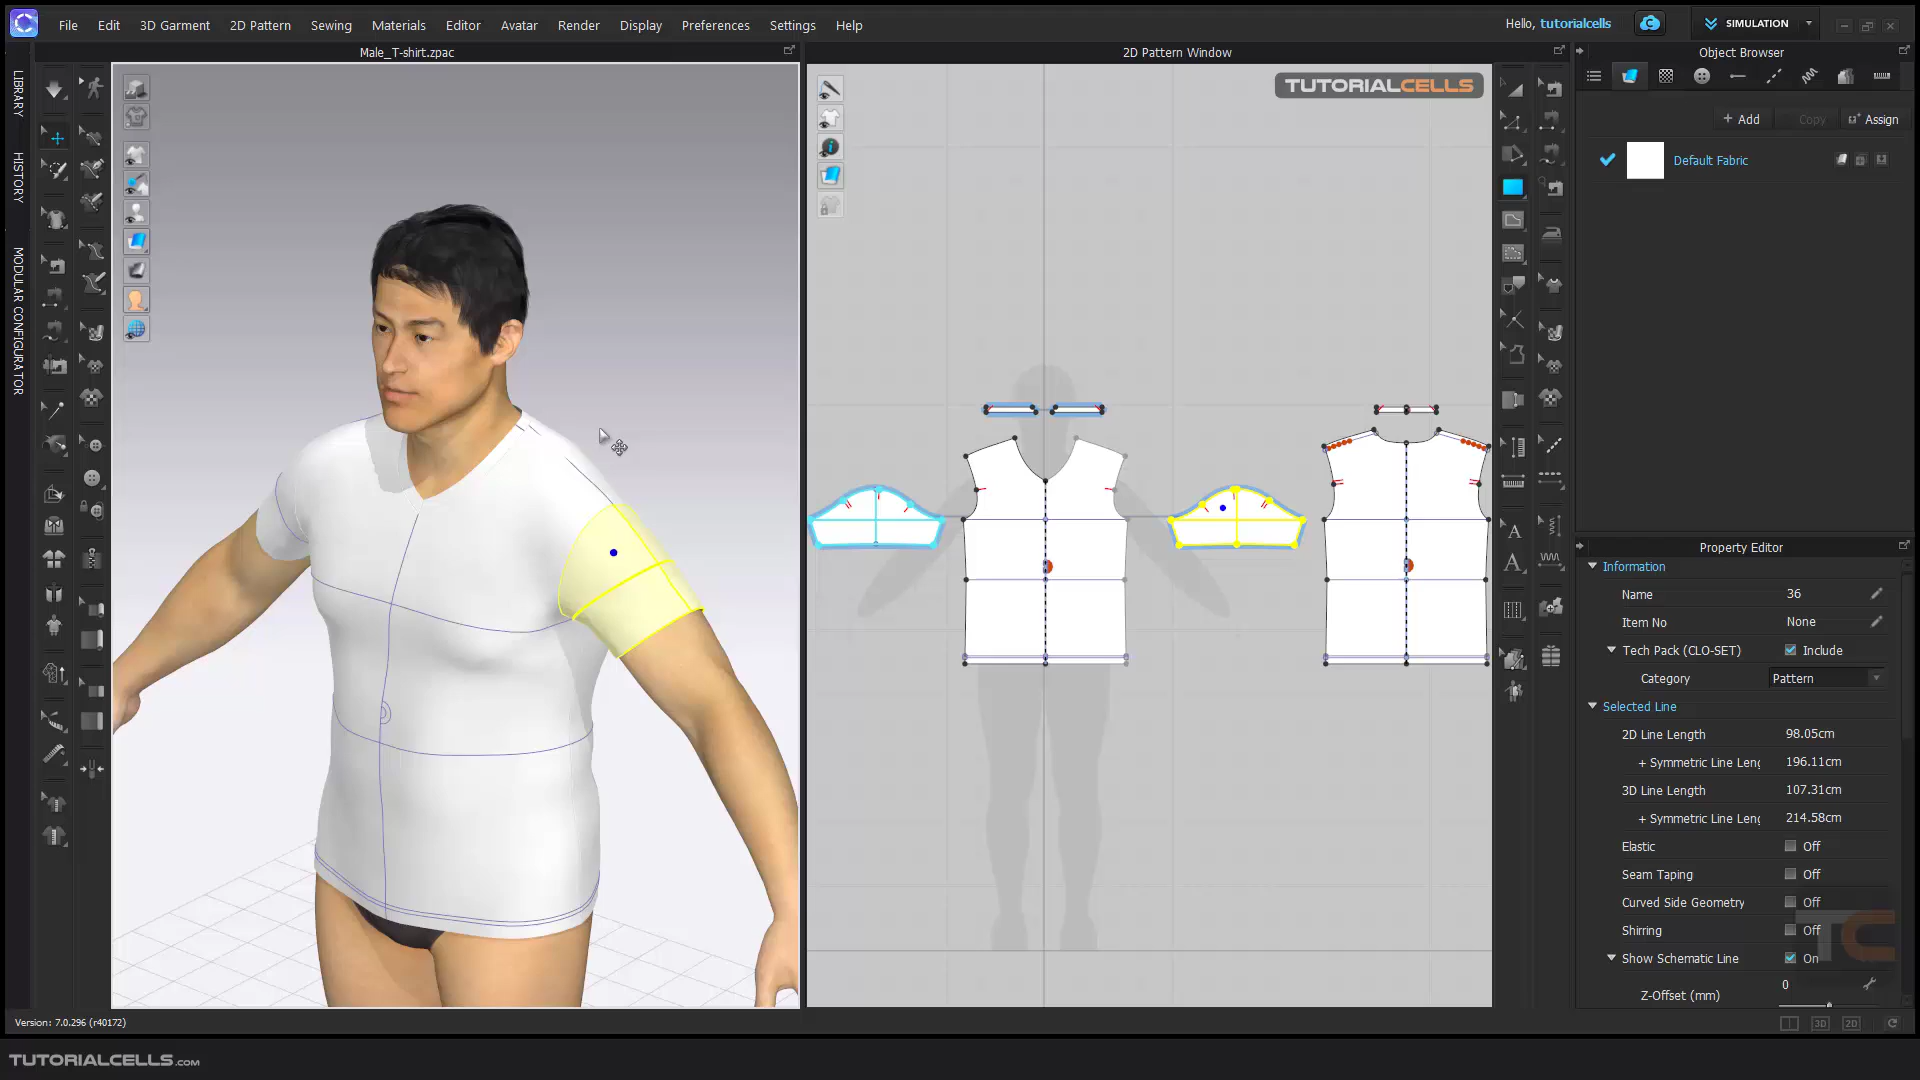 File Edit 3D Garment 2D Pattern Sewing Materials Editor Avatar Render Display Preferences Settings Help
Hello, tutorialcells
SIMULATION
Male_T-shirt.zpac
2D Pattern Window
Object Browser
LIBRARY
HISTORY
MODULAR CONFIGURATOR
TUTORIALCELLS
+ Add
Copy
Assign
Default Fabric
Property Editor
Information
Name 36
Item No None
Tech Pack (CLO-SET) Include
Category Pattern
Selected Line
2D Line Length 98.05cm
+ Symmetric Line Leng 196.11cm
3D Line Length 107.31cm
+ Symmetric Line Leng 214.58cm
Elastic Off
Seam Taping Off
Curved Side Geometry Off
Shirring Off
Show Schematic Line On
Z-Offset (mm) 0
3D
2D
Version: 7.0.296 (r40172)
TC
TUTORIALCELLS.com